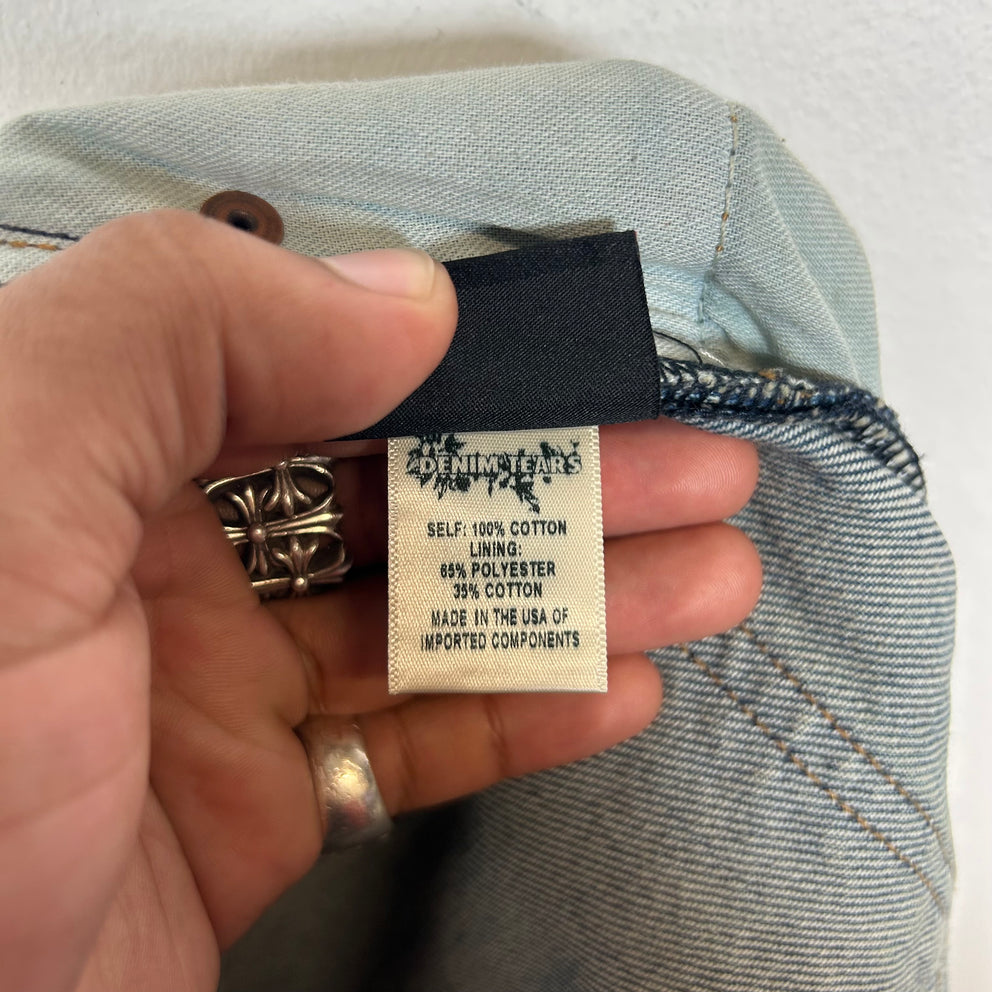 DENIM TEARS
SELF: 100% COTTON
LINING:
65% POLYESTER
35% COTTON
MADE IN THE USA OF
IMPORTED COMPONENTS